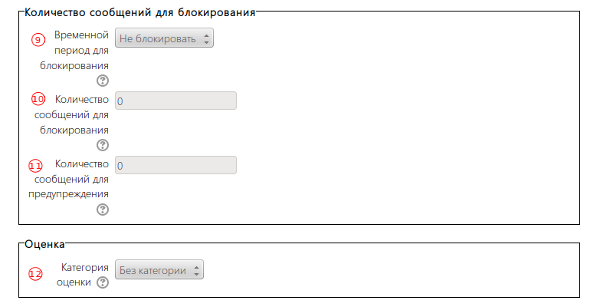 Количество сообщений для блокирования
9 Временной Не блокировать
период для
блокирования
?
10 Количество 0
сообщений для
блокирования
?
11 Количество 0
сообщений для
предупреждения
?
Оценка
12 Категория Без категории
оценки ?